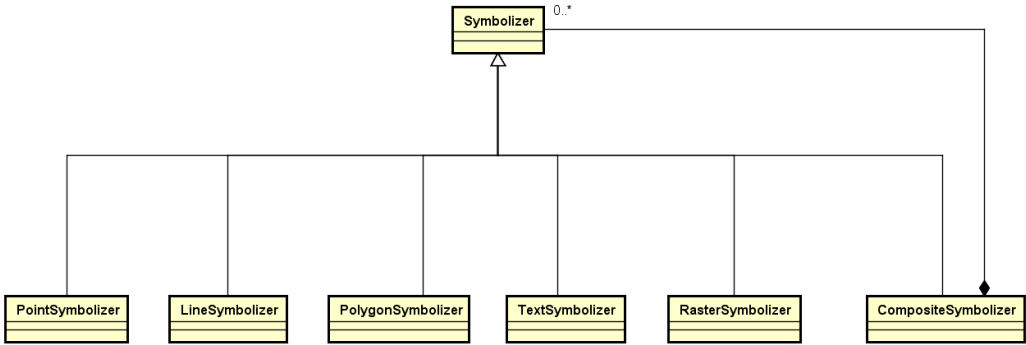 Symbolizer
0..*
PointSymbolizer
LineSymbolizer
PolygonSymbolizer
TextSymbolizer
RasterSymbolizer
CompositeSymbolizer